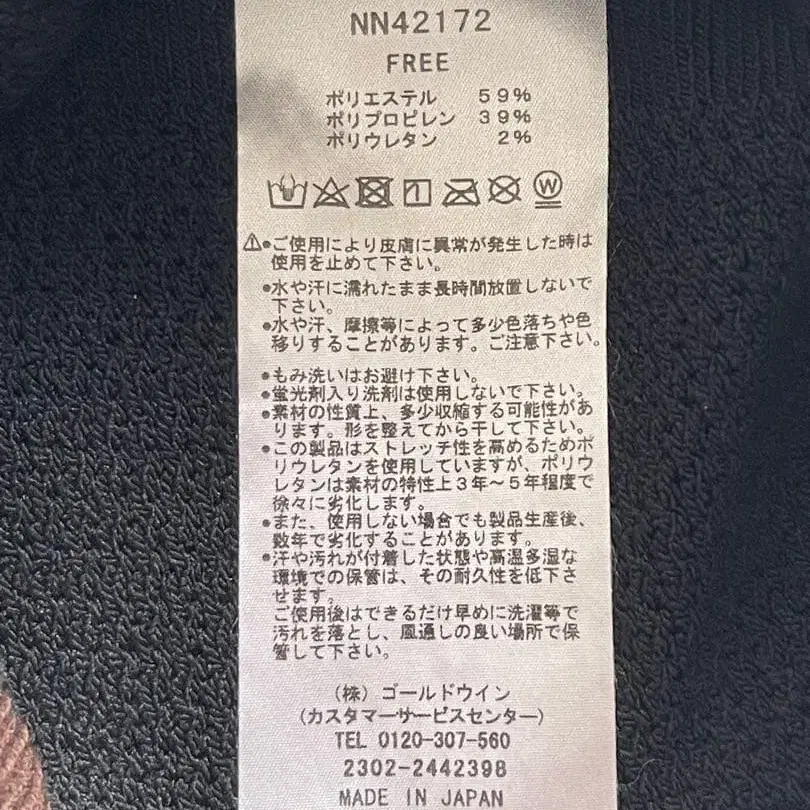 NN42172
FREE
ポリエステル 59%
ポリプロピレン 39%
ポリウレタン 2%
W
⚠●ご使用により皮膚に異常が発生した時は
使用を止めて下さい。
●水や汗に濡れたまま長時間放置しないで
下さい。
●水や汗、摩擦等によって多少色落ちや色
移りすることがあります。ご注意下さい。
●もみ洗いはお避け下さい。
●蛍光剤入り洗剤は使用しないで下さい。
●素材の性質上、多少収縮する可能性があ
ります。形を整えてから干して下さい。
●この製品はストレッチ性を高めるためポ
リウレタンを使用していますが、ポリウ
レタンは素材の特性上3年～5年程度で
徐々に劣化します。
●また、使用しない場合でも製品生産後、
数年で劣化することがあります。
●汗や汚れが付着した状態や高温多湿な
環境での保管は、その耐久性を低下さ
せます。
ご使用後はできるだけ早めに洗濯等で
汚れを落とし、風通しの良い場所で保
管して下さい。
(株) ゴールドウイン
(カスタマーサービスセンター)
TEL 0120-307-560
2302-2442398
MADE IN JAPAN